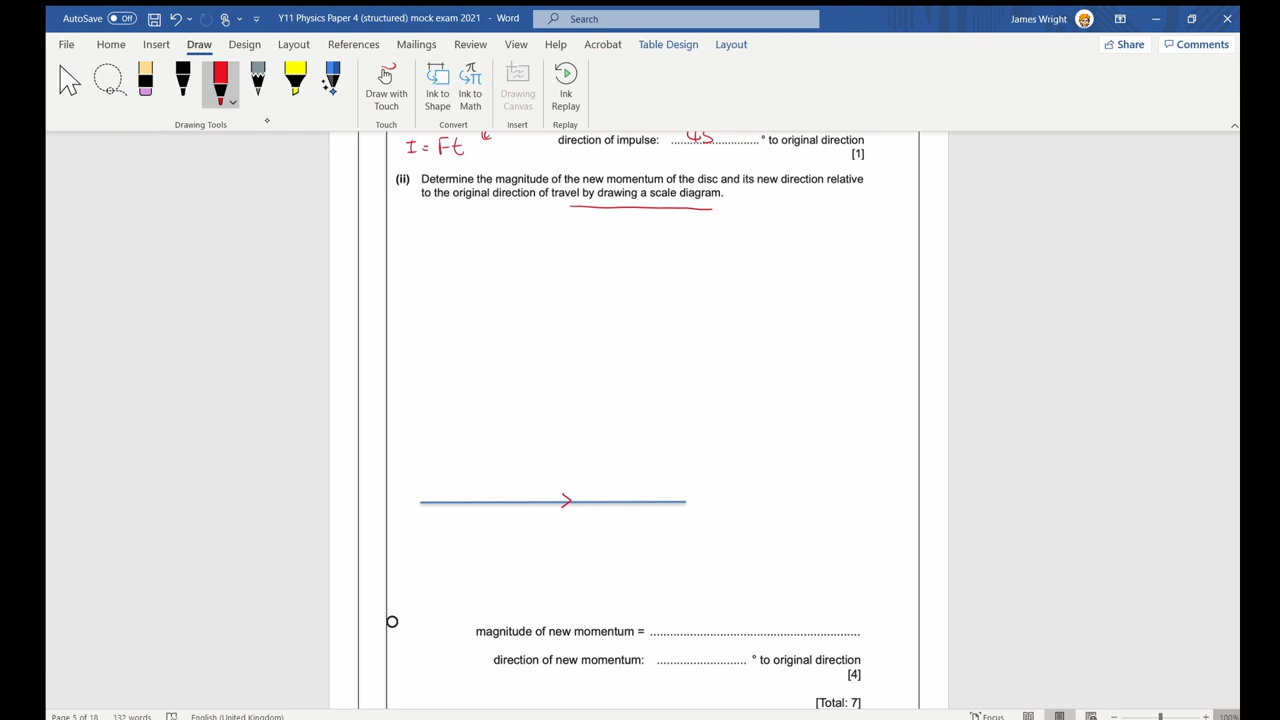 AutoSave Off Y11 Physics Paper 4 (structured) mock exam 2021 - Word Search James Wright
File Home Insert Draw Design Layout References Mailings Review View Help Acrobat Table Design Layout Share Comments
Draw with Touch
Ink to Shape
Ink to Math
Drawing Canvas
Ink Replay
Drawing Tools Touch Convert Insert Replay
I = Ft
direction of impulse: ........45........ ° to original direction
[1]
(ii) Determine the magnitude of the new momentum of the disc and its new direction relative
to the original direction of travel by drawing a scale diagram.
magnitude of new momentum = ................................................................
direction of new momentum: ........................... ° to original direction
[4]
[Total: 7]
Page 5 of 18 132 words English (United Kingdom) Focus 100%